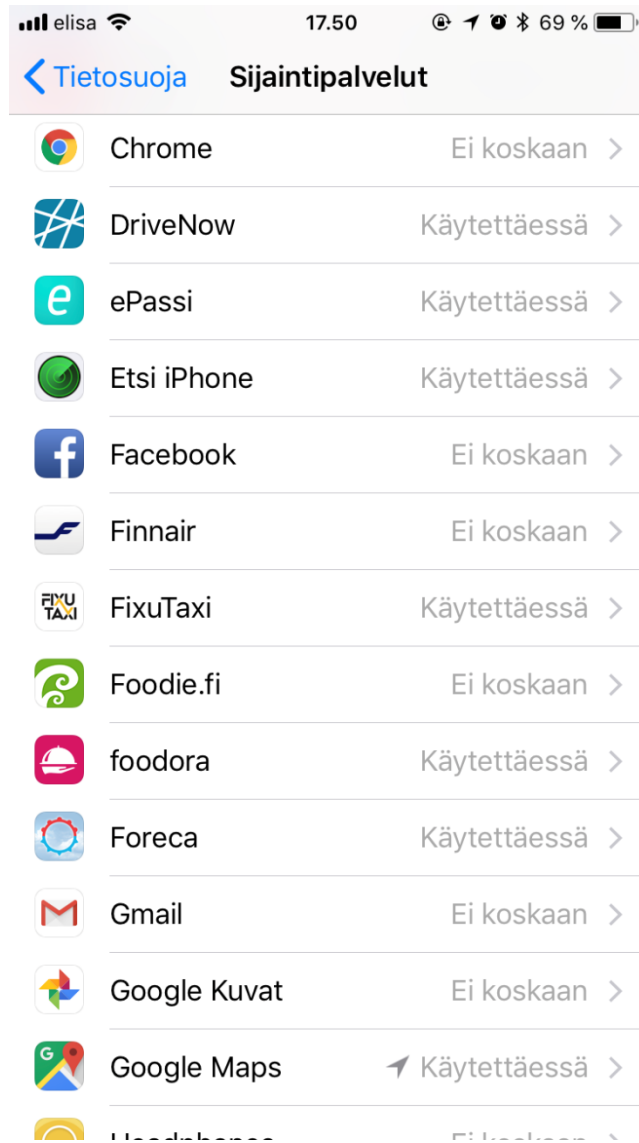 elisa 17.50 69 %
Tietosuoja Sijaintipalvelut
Chrome Ei koskaan
DriveNow Käytettäessä
e ePassi Käytettäessä
Etsi iPhone Käytettäessä
f Facebook Ei koskaan
Finnair Ei koskaan
FIXU TAXI FixuTaxi Käytettäessä
Foodie.fi Ei koskaan
foodora Käytettäessä
Foreca Käytettäessä
Gmail Ei koskaan
Google Kuvat Ei koskaan
G Google Maps Käytettäessä